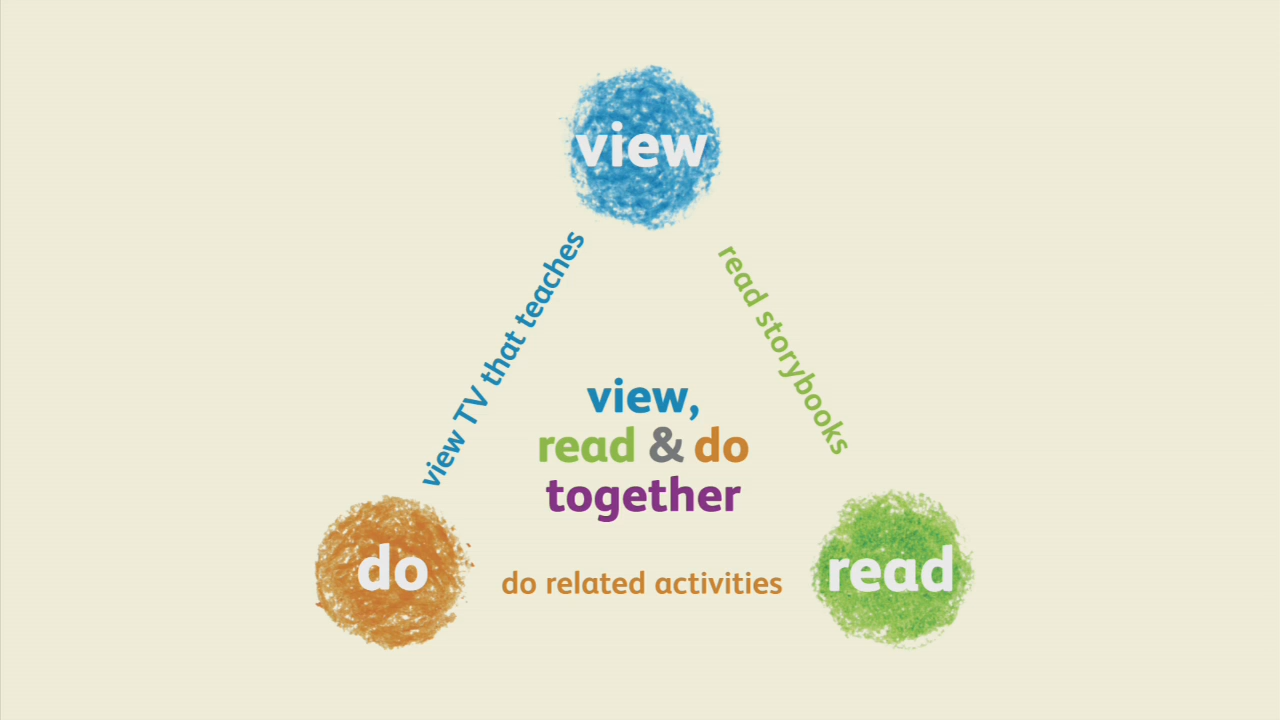 view
view TV that teaches
read storybooks
view,
read & do
together
do
do related activities
read